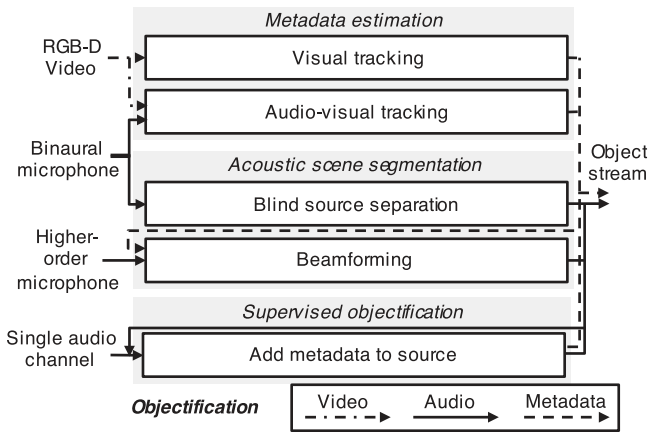 Metadata estimation
RGB-D
Video
Visual tracking
Audio-visual tracking
Binaural
microphone
Acoustic scene segmentation
Object
stream
Blind source separation
Higher-
order
microphone
Beamforming
Supervised objectification
Single audio
channel
Add metadata to source
Objectification
Video
Audio
Metadata